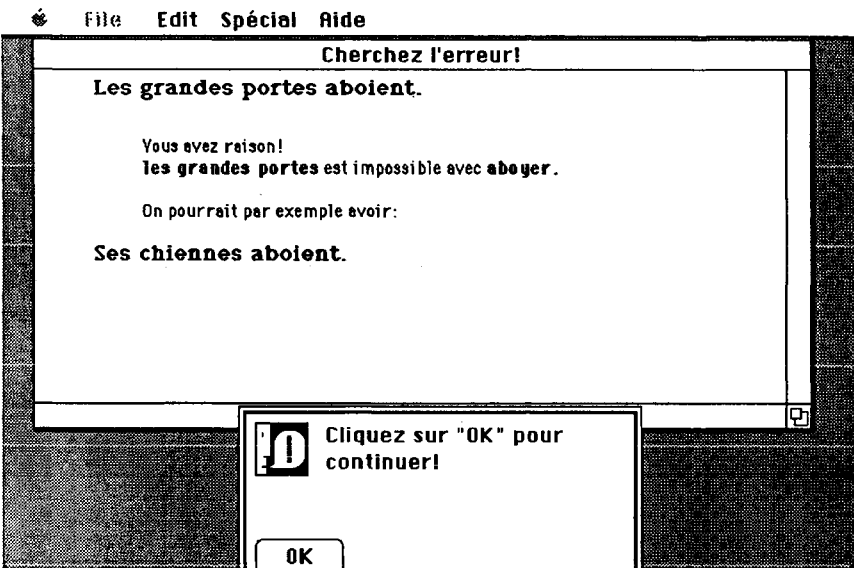 File Edit Spécial Aide
Cherchez l'erreur!
Les grandes portes aboient.
Vous avez raison!
les grandes portes est impossible avec aboyer.
On pourrait par exemple avoir:
Ses chiennes aboient.
Cliquez sur "OK" pour
continuer!
OK